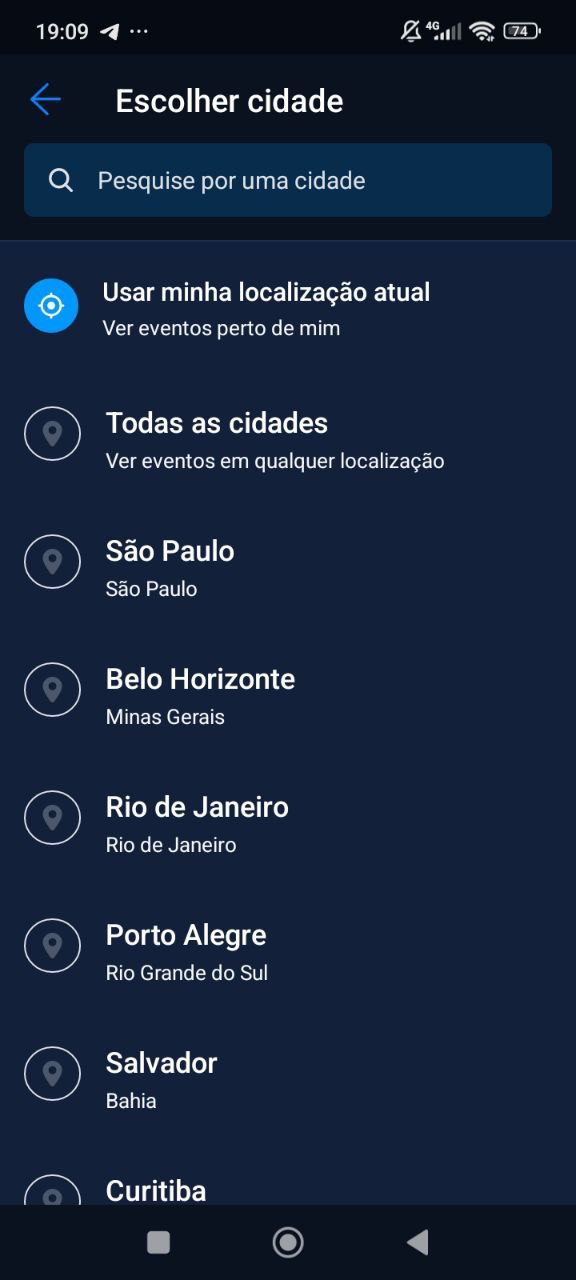 19:09
4G
74
Escolher cidade
Pesquise por uma cidade
Usar minha localização atual
Ver eventos perto de mim
Todas as cidades
Ver eventos em qualquer localização
São Paulo
São Paulo
Belo Horizonte
Minas Gerais
Rio de Janeiro
Rio de Janeiro
Porto Alegre
Rio Grande do Sul
Salvador
Bahia
Curitiba